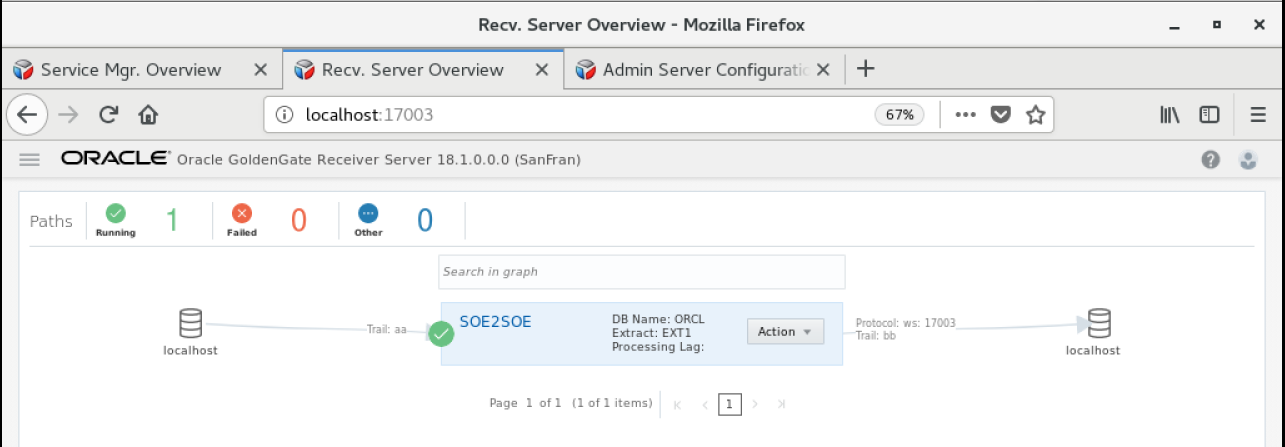 Recv. Server Overview - Mozilla Firefox
Service Mgr. Overview
Recv. Server Overview
Admin Server Configuratic
localhost:17003
67%
ORACLE Oracle GoldenGate Receiver Server 18.1.0.0.0 (SanFran)
Paths
Running
1
Failed
0
Other
0
Search in graph
localhost
Trail: aa
SOE2SOE
DB Name: ORCL
Extract: EXT1
Processing Lag:
Action
Protocol: ws: 17003
Trail: bb
localhost
Page 1 of 1 (1 of 1 items) 1